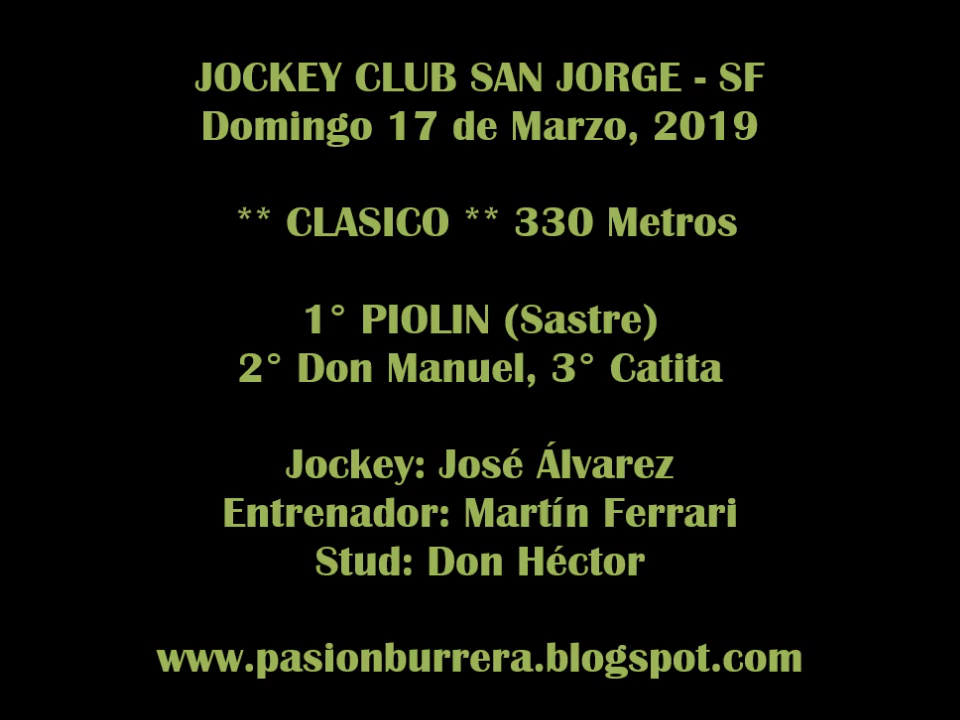 JOCKEY CLUB SAN JORGE - SF
Domingo 17 de Marzo, 2019
** CLASICO ** 330 Metros
1° PIOLIN (Sastre)
2° Don Manuel, 3° Catita
Jockey: José Álvarez
Entrenador: Martín Ferrari
Stud: Don Héctor
www.pasionburrera.blogspot.com